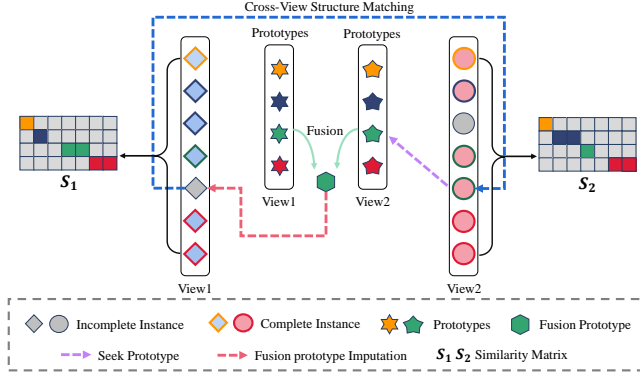 Cross-View Structure Matching
Prototypes
Prototypes
Fusion
S1
S2
View1
View2
View1
View2
Incomplete Instance
Complete Instance
Prototypes
Fusion Prototype
Seek Prototype
Fusion prototype Imputation
S1 S2 Similarity Matrix